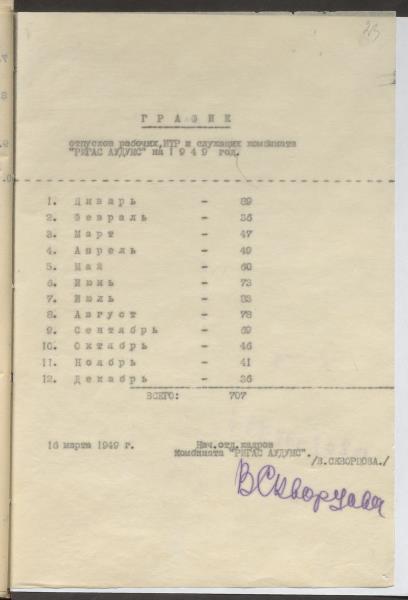 23
ГРАФИК
отпусков рабочих, ИТР и служащих комбината
"РИГАС АУДУМС" на 1949 год.
1. Январь - 89
2. Февраль - 36
3. Март - 47
4. Апрель - 49
5. Май - 60
6. Июнь - 73
7. Июль - 83
8. Август - 78
9. Сентябрь - 69
10. Октябрь - 46
11. Ноябрь - 41
12. Декабрь - 36
ВСЕГО: 707
16 марта 1949 г. Нач.отд.кадров
Комбината "РИГАС АУДУМС".
/В.СКВОРЦОВА./
ВСкворцова